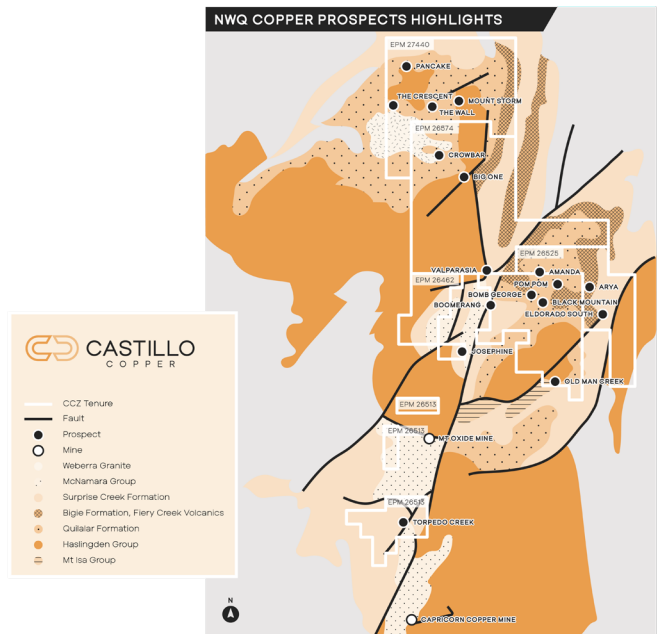 NWQ COPPER PROSPECTS HIGHLIGHTS
EPM 27440
PANCAKE
THE CRESCENT
MOUNT STORM
THE WALL
EPM 26574
CROWBAR
BIG ONE
EPM 26525
VALPARASIA
AMANDA
EPM 26462
POM POM
ARYA
BOMB GEORGE
BOOMERANG
BLACK MOUNTAIN
ELDORADO SOUTH
JOSEPHINE
OLD MAN CREEK
EPM 26513
EPM 26513
MT OXIDE MINE
EPM 26513
TORPEDO CREEK
CAPRICORN COPPER MINE
N
CASTILLO
COPPER
CCZ Tenure
Fault
Prospect
Mine
Weberra Granite
McNamara Group
Surprise Creek Formation
Bigie Formation, Fiery Creek Volcanics
Quilalar Formation
Haslingden Group
Mt Isa Group